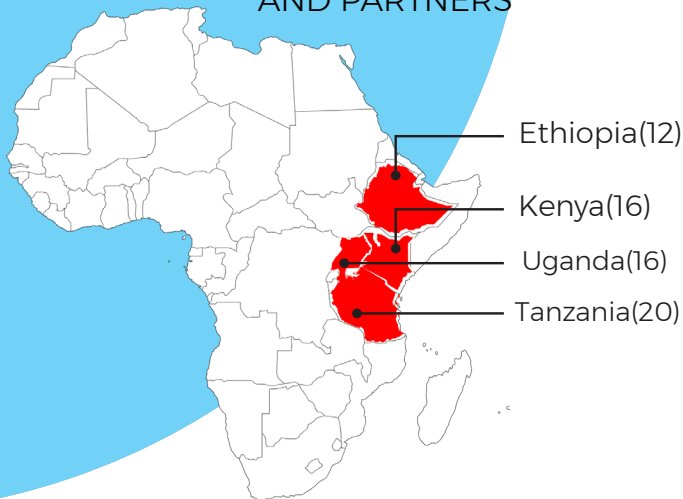 AND PARTNERS
Ethiopia(12)
Kenya(16)
Uganda(16)
Tanzania(20)